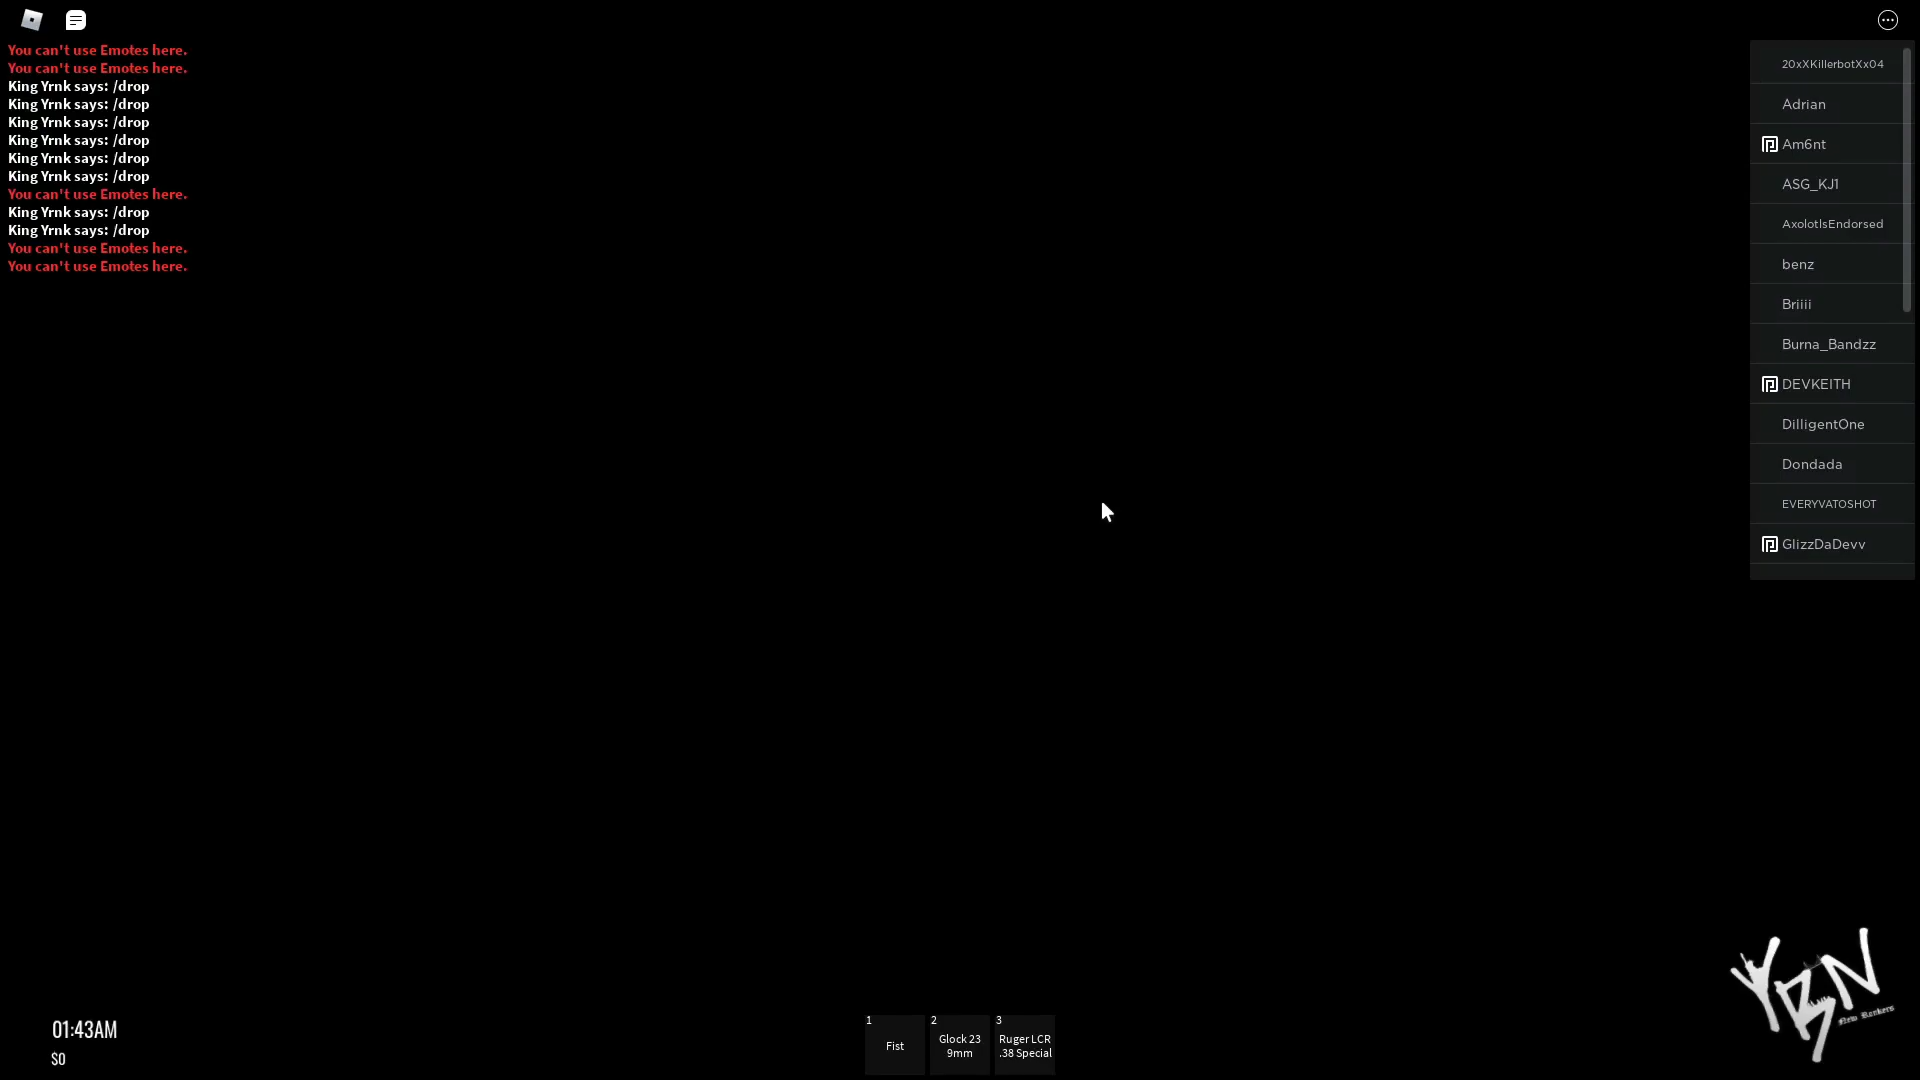 You can't use Emotes here.
You can't use Emotes here.
King Yrnk says: /drop
King Yrnk says: /drop
King Yrnk says: /drop
King Yrnk says: /drop
King Yrnk says: /drop
King Yrnk says: /drop
You can't use Emotes here.
King Yrnk says: /drop
King Yrnk says: /drop
You can't use Emotes here.
You can't use Emotes here.
20xXKillerbotXx04
Adrian
Am6nt
ASG_KJ1
AxolotlsEndorsed
benz
Briiii
Burna_Bandzz
DEVKEITH
DilligentOne
Dondada
EVERYVATOSHOT
GlizzDaDevv
01:43AM
$0
1
Fist
2
Glock 23
9mm
3
Ruger LCR
.38 Special
YBN
New Yonkers